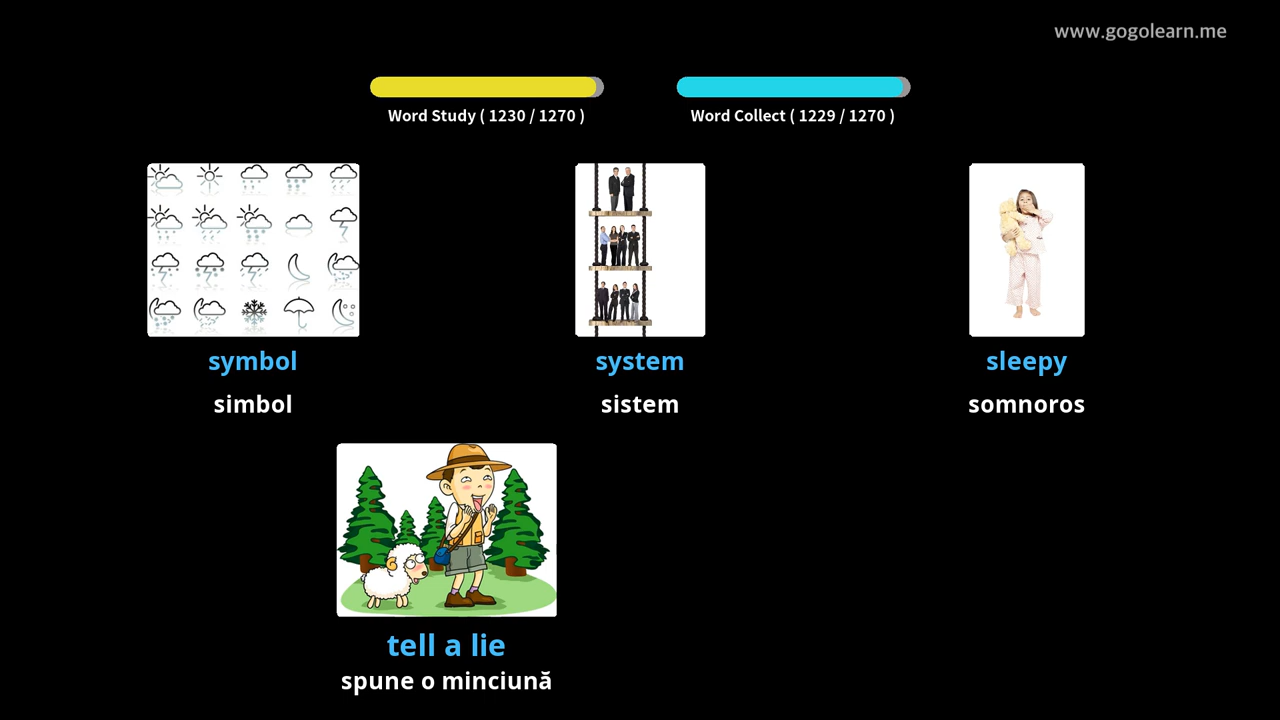 www.gogolearn.me
Word Study ( 1230 / 1270 )
Word Collect ( 1229 / 1270 )
symbol
system
sleepy
simbol
sistem
somnoros
tell a lie
spune o minciună